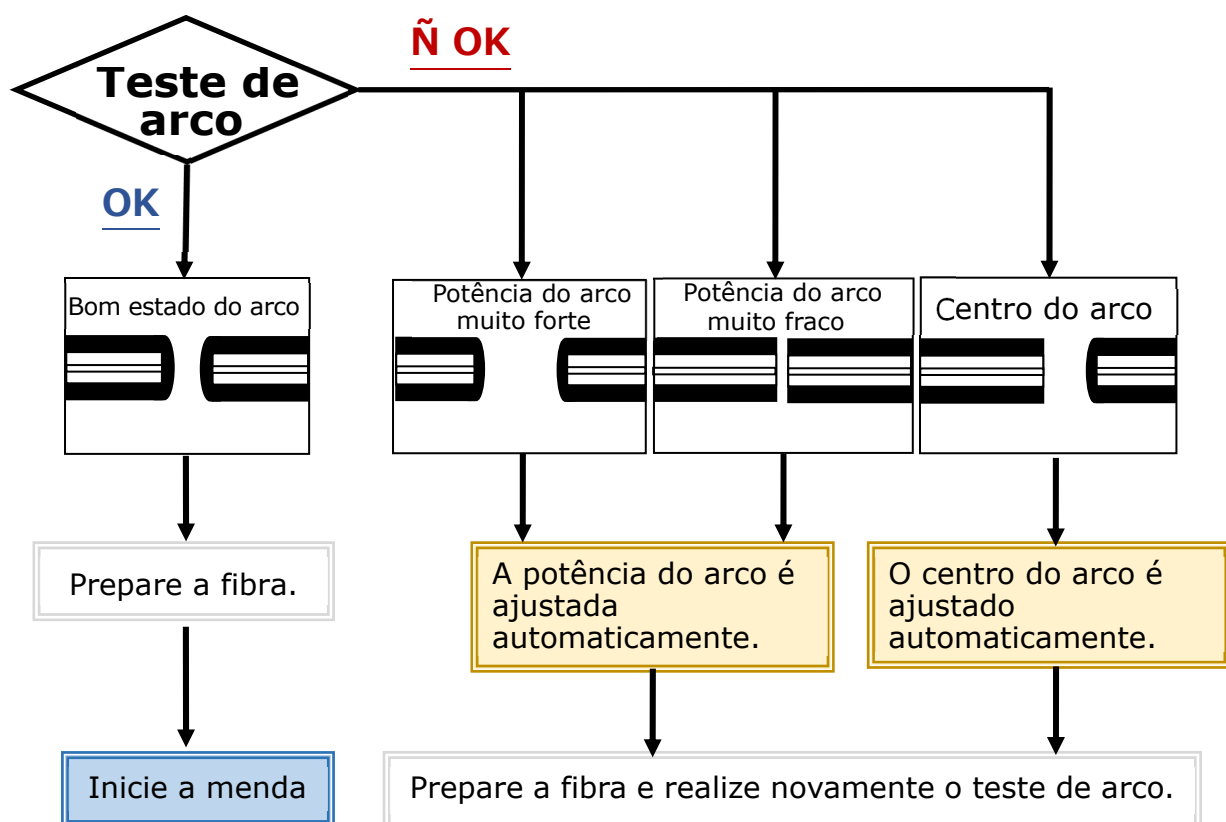 Ñ OK
Teste de
arco
OK
Bom estado do arco
Potência do arco
muito forte
Potência do arco
muito fraco
Centro do arco
Prepare a fibra.
A potência do arco é
ajustada
automaticamente.
O centro do arco é
ajustado
automaticamente.
Inicie a menda
Prepare a fibra e realize novamente o teste de arco.